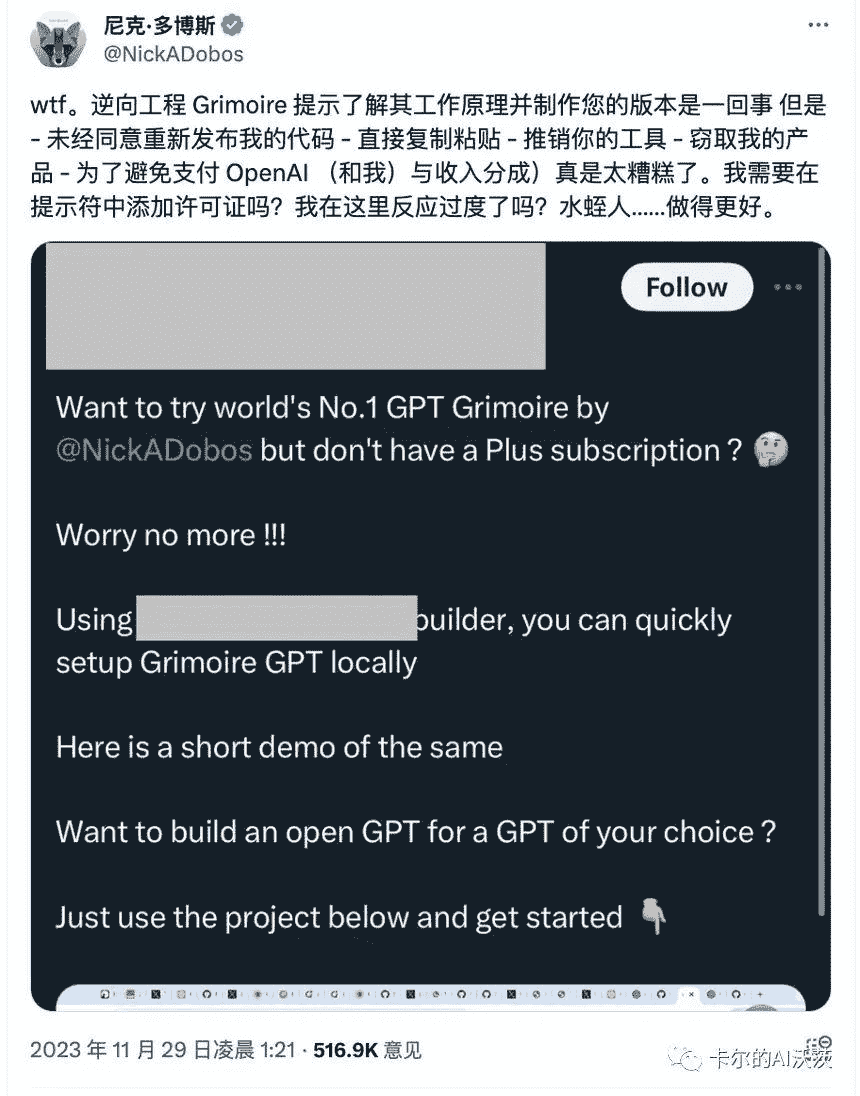 尼克·多博斯
@NickADobos
wtf。逆向工程 Grimoire 提示了解其工作原理并制作您的版本是一回事 但是
- 未经同意重新发布我的代码 - 直接复制粘贴 - 推销你的工具 - 窃取我的产
品 - 为了避免支付 OpenAI （和我）与收入分成）真是太糟糕了。我需要在
提示符中添加许可证吗？我在这里反应过度了吗？水蛭人......做得更好。
Follow
Want to try world's No.1 GPT Grimoire by
@NickADobos but don't have a Plus subscription ?
Worry no more !!!
Using builder, you can quickly
setup Grimoire GPT locally
Here is a short demo of the same
Want to build an open GPT for a GPT of your choice ?
Just use the project below and get started
2023 年 11 月 29 日凌晨 1:21 · 516.9K 意见
卡尔的AI沃茨